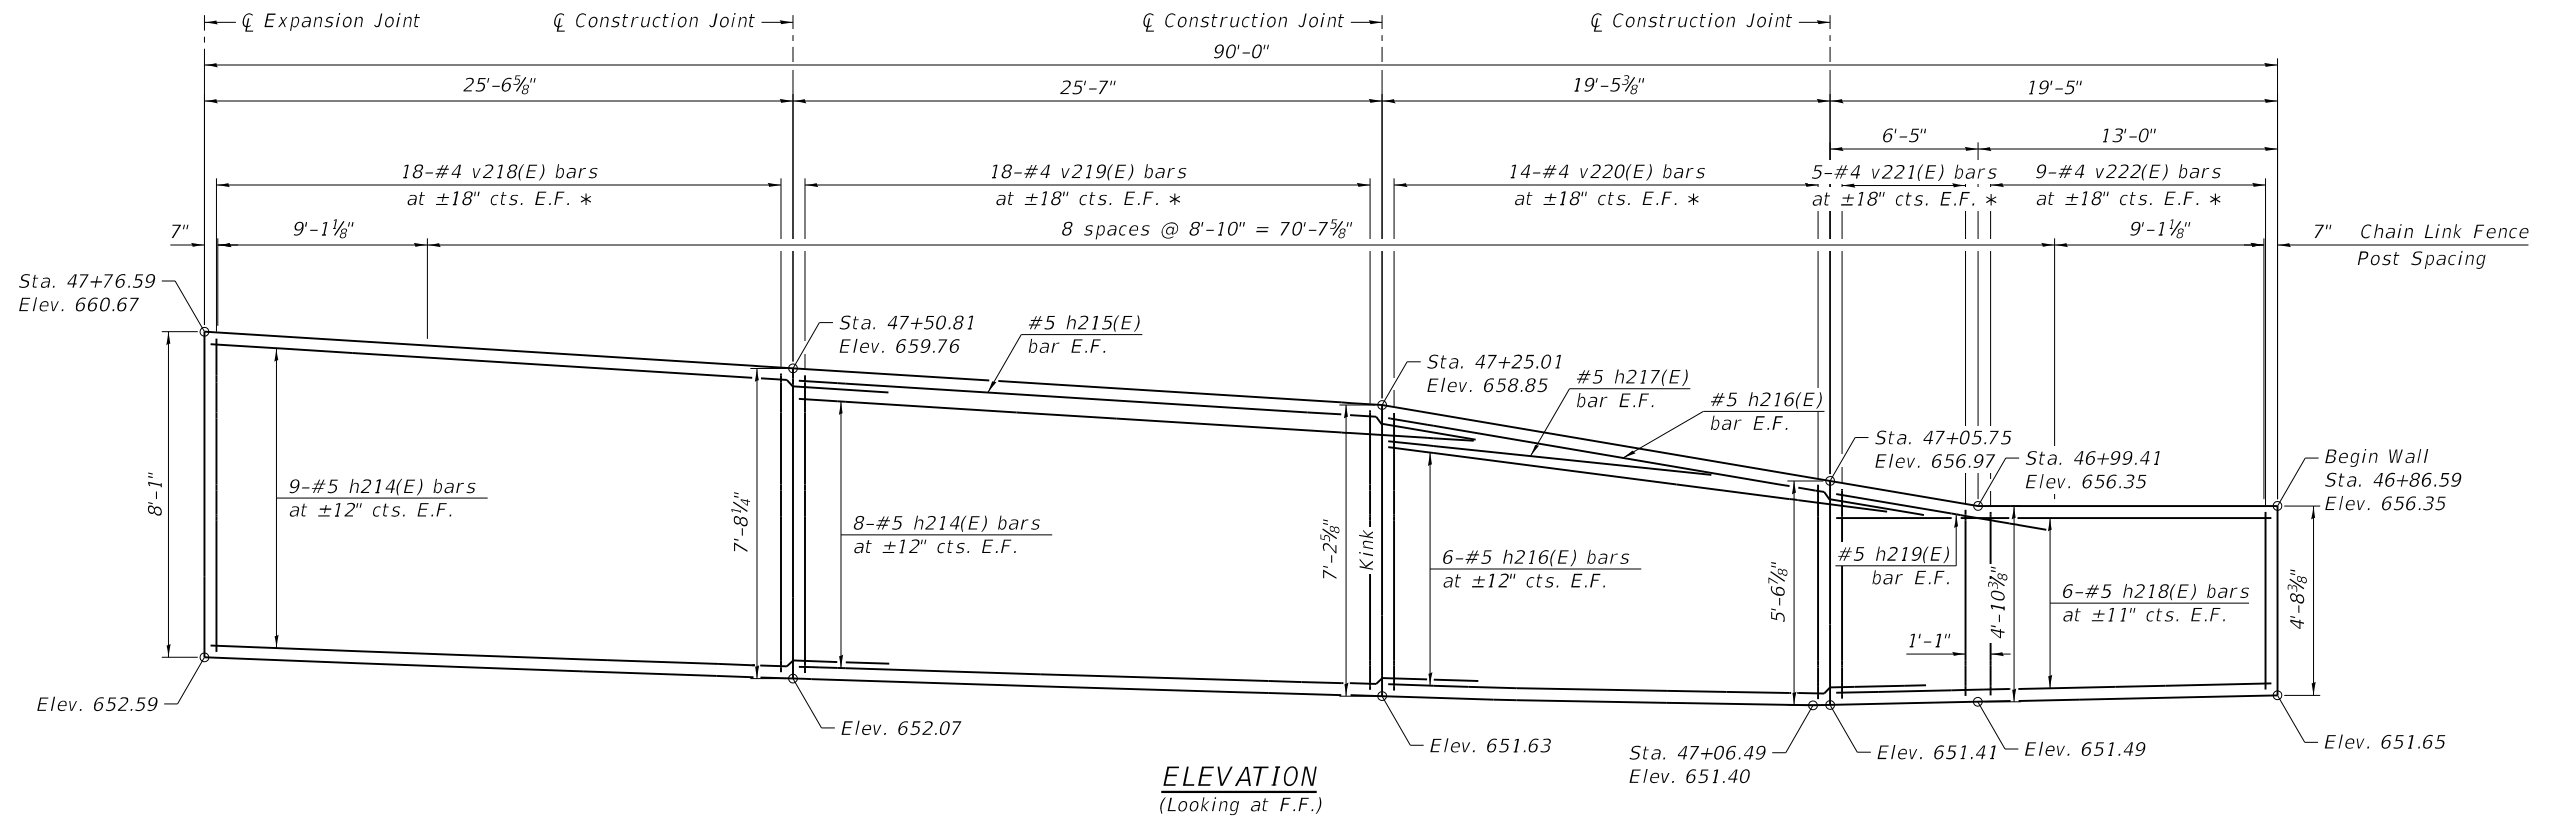 ℄ Expansion Joint
℄ Construction Joint
℄ Construction Joint
℄ Construction Joint
90'-0"
25'-6⅝"
25'-7"
19'-5⅜"
19'-5"
6'-5"
13'-0"
18-#4 v218(E) bars
at ±18" cts. E.F. *
18-#4 v219(E) bars
at ±18" cts. E.F. *
14-#4 v220(E) bars
at ±18" cts. E.F. *
5-#4 v221(E) bars
at ±18" cts. E.F. *
9-#4 v222(E) bars
at ±18" cts. E.F. *
7"
9'-1⅛"
8 spaces @ 8'-10" = 70'-7⅝"
9'-1⅛"
7"
Chain Link Fence
Post Spacing
Sta. 47+76.59
Elev. 660.67
Sta. 47+50.81
Elev. 659.76
#5 h215(E)
bar E.F.
Sta. 47+25.01
Elev. 658.85
#5 h217(E)
bar E.F.
#5 h216(E)
bar E.F.
Sta. 47+05.75
Elev. 656.97
Sta. 46+99.41
Elev. 656.35
Begin Wall
Sta. 46+86.59
Elev. 656.35
8'-1"
9-#5 h214(E) bars
at ±12" cts. E.F.
7'-8¼"
8-#5 h214(E) bars
at ±12" cts. E.F.
7'-2⅝"
Kink
6-#5 h216(E) bars
at ±12" cts. E.F.
5'-6⅞"
#5 h219(E)
bar E.F.
1'-1"
4'-10⅜"
6-#5 h218(E) bars
at ±11" cts. E.F.
4'-8⅜"
Elev. 652.59
Elev. 652.07
Elev. 651.63
Sta. 47+06.49
Elev. 651.40
Elev. 651.41
Elev. 651.49
Elev. 651.65
ELEVATION
(Looking at F.F.)